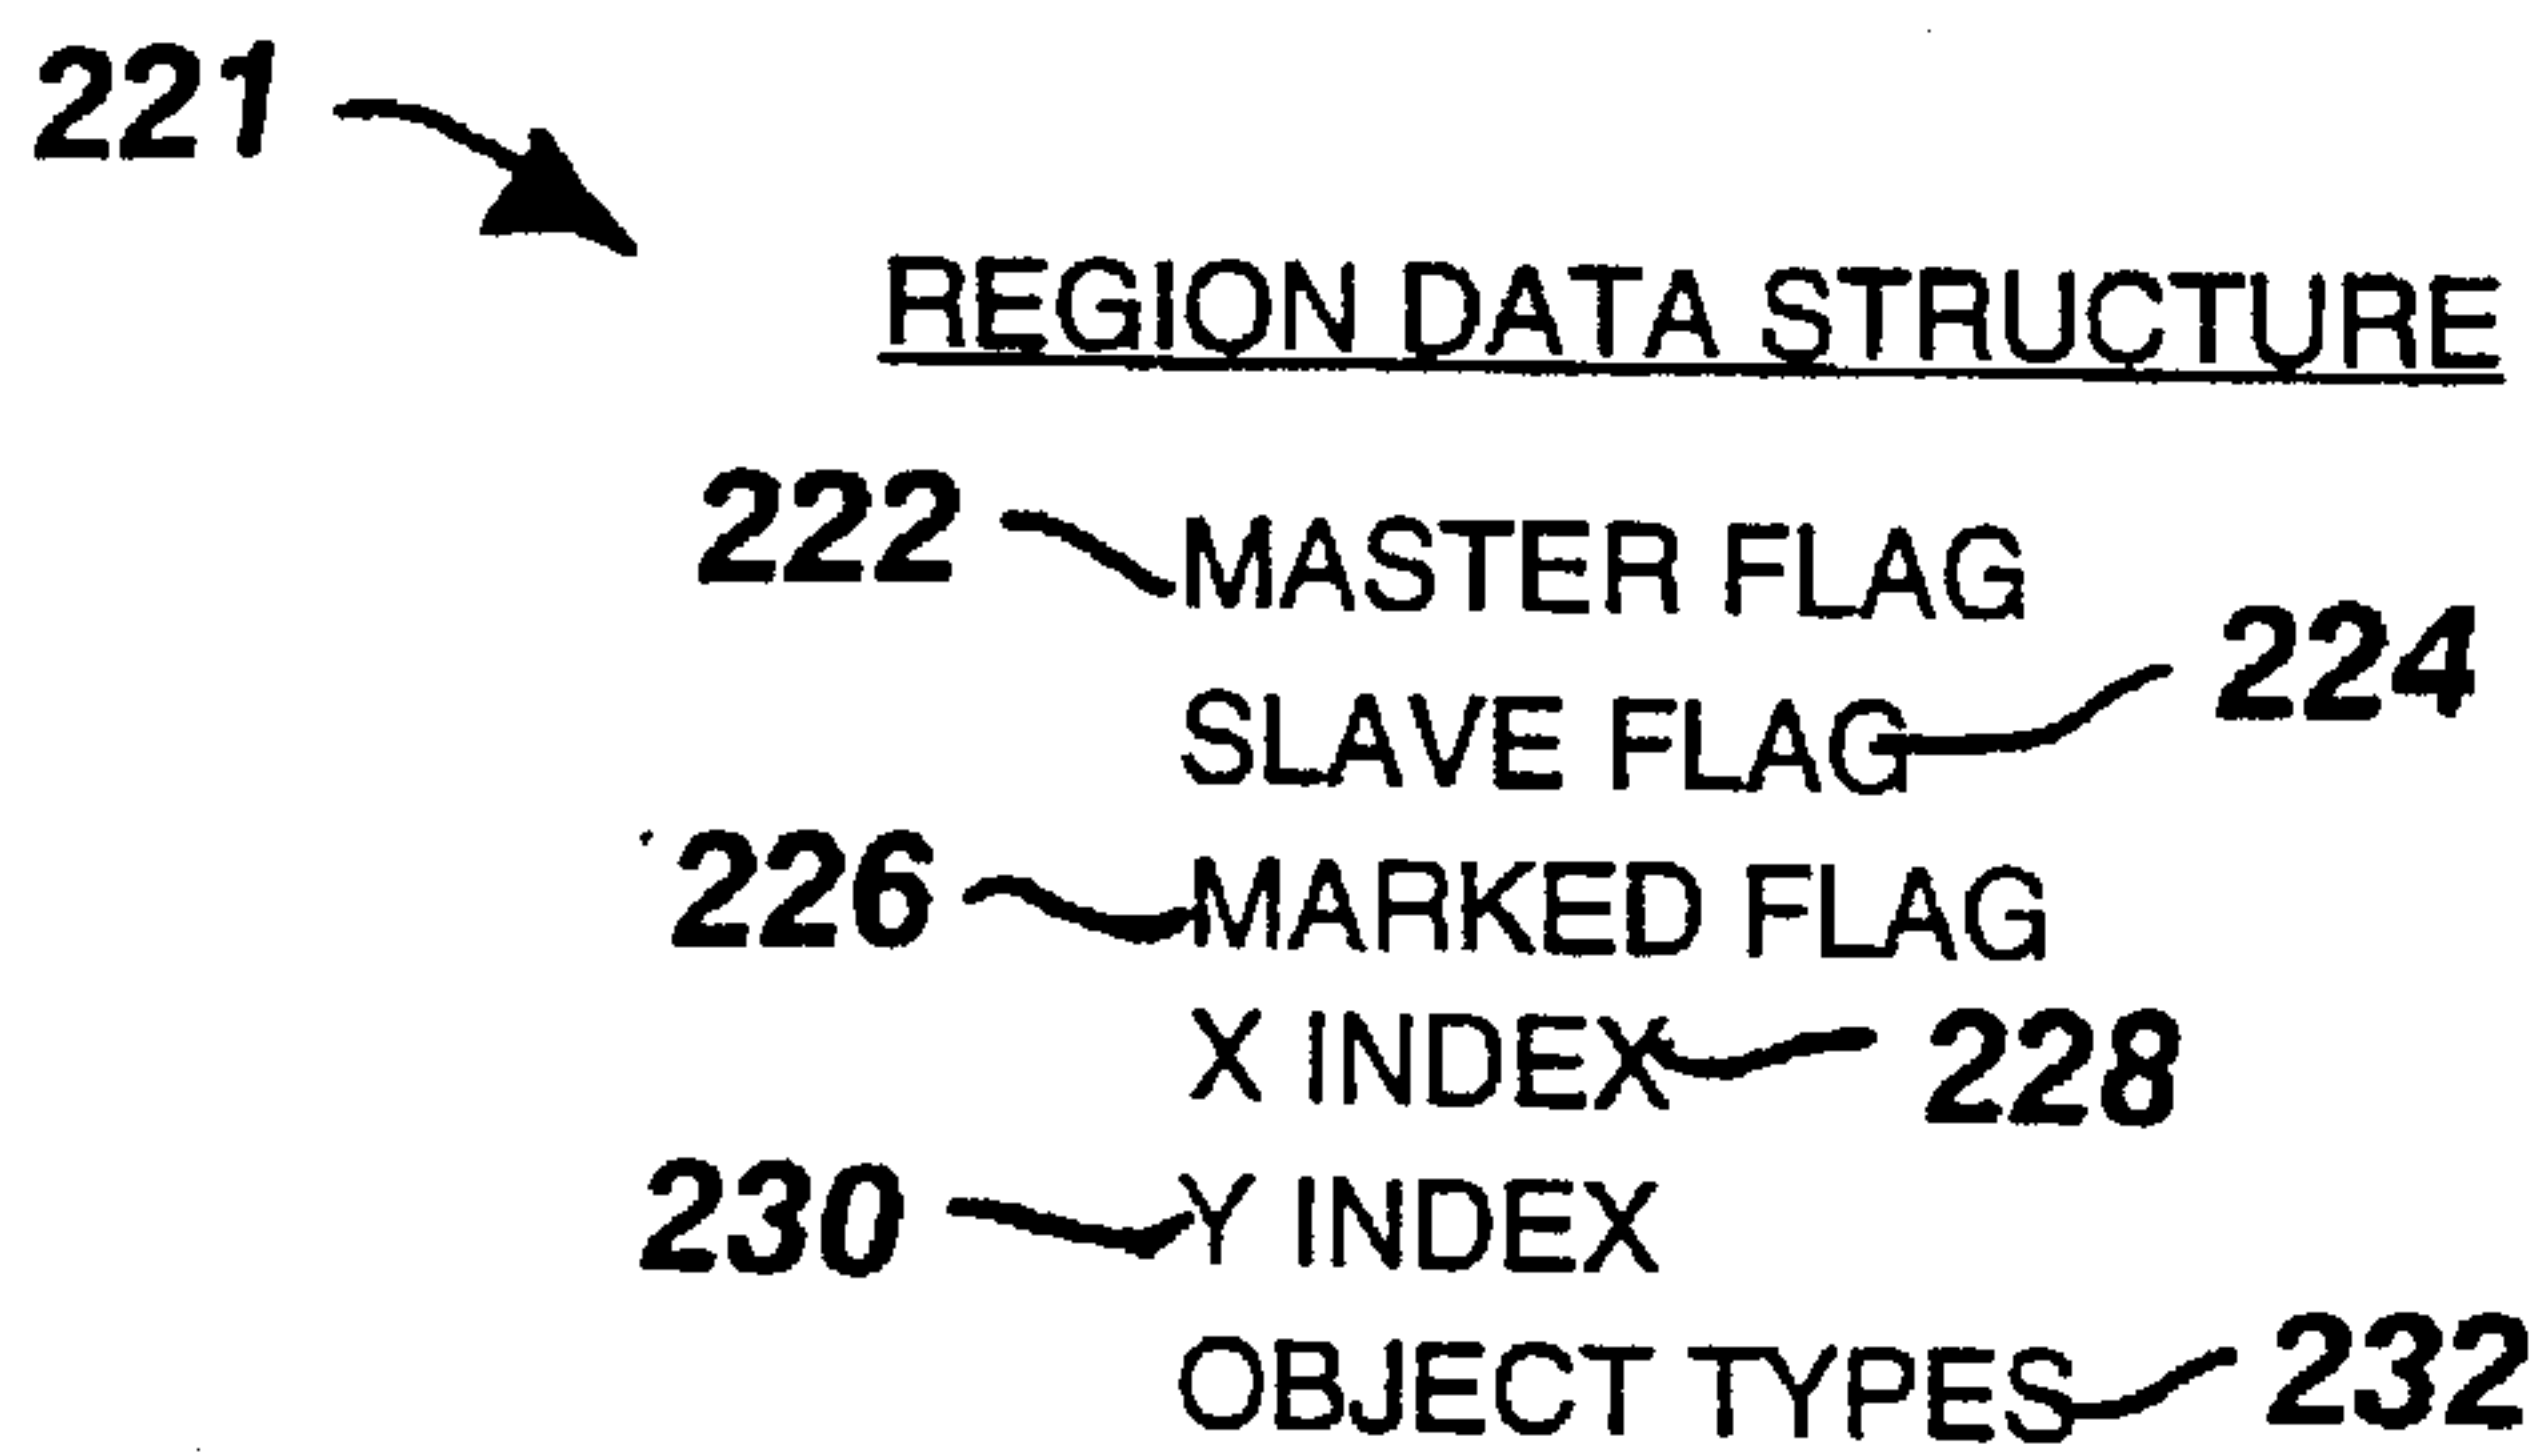 221
REGION DATA STRUCTURE
222 MASTER FLAG
SLAVE FLAG 224
226 MARKED FLAG
X INDEX 228
230 Y INDEX
OBJECT TYPES 232